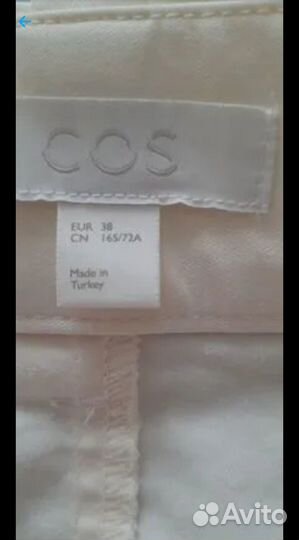 COS
EUR 38
CN 165/72A
Made in
Turkey
Avito